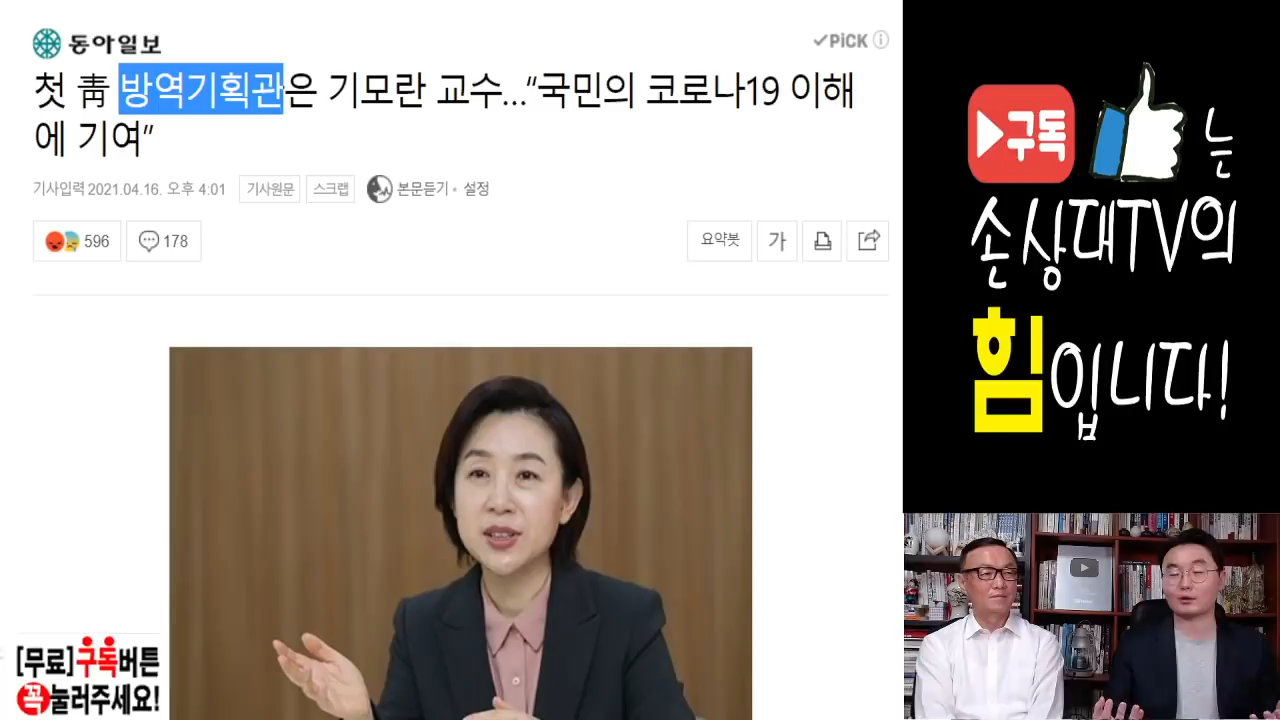 동아일보
✓PiCK ⓘ
첫 靑 방역기획관은 기모란 교수...“국민의 코로나19 이해
에 기여”
기사입력 2021.04.16. 오후 4:01 기사원문 스크랩 본문듣기 · 설정
596 178 요약봇 가
구독 는
손상대TV의
힘입니다!
[무료]구독버튼
꼭눌러주세요!